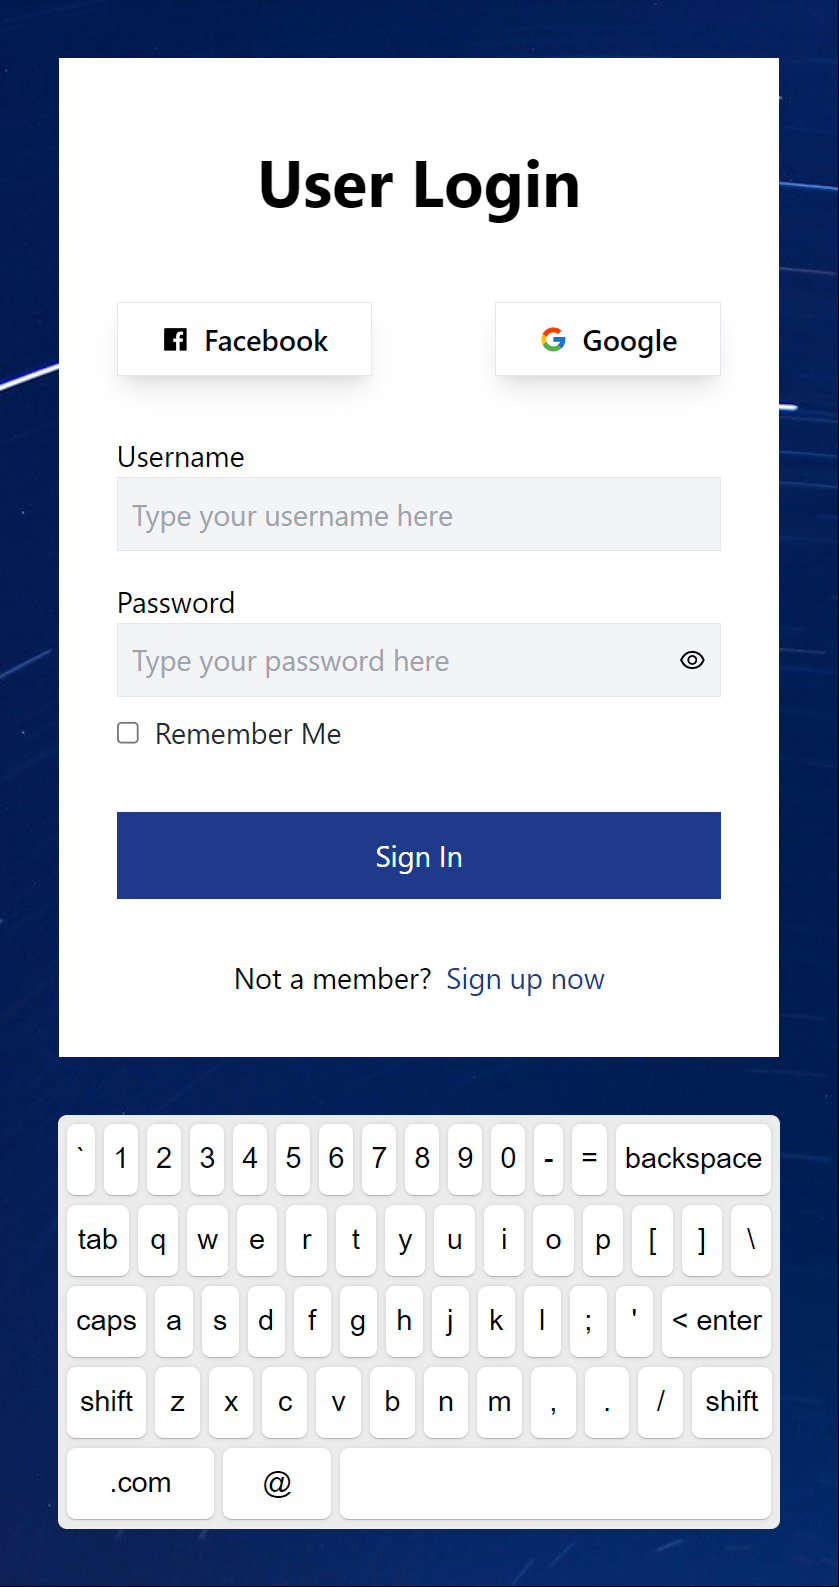 User Login
Facebook Google
Username
Type your username here
Password
Type your password here
Remember Me
Sign In
Not a member? Sign up now
` 1 2 3 4 5 6 7 8 9 0 - = backspace
tab q w e r t y u i o p [ ] \
caps a s d f g h j k l ; ' < enter
shift z x c v b n m , . / shift
.com @